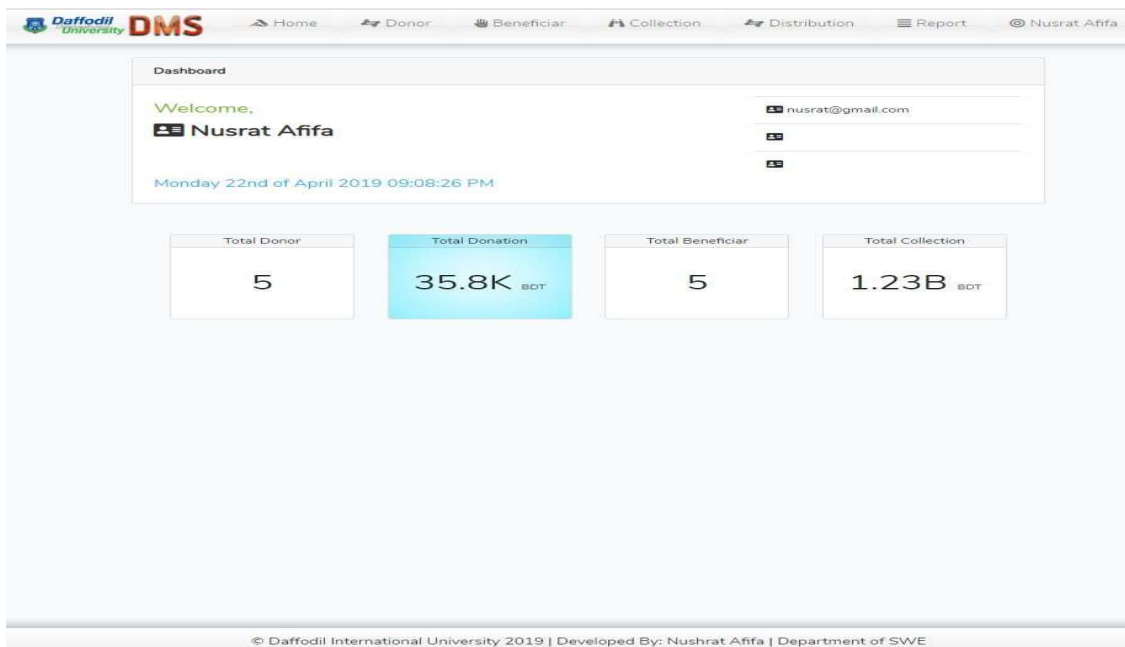 Daffodil University DMS Home Donor Beneficiar Collection Distribution Report Nusrat Afifa
Dashboard
Welcome,
Nusrat Afifa
nusrat@gmail.com
Monday 22nd of April 2019 09:08:26 PM
Total Donor
5
Total Donation
35.8K BDT
Total Beneficiar
5
Total Collection
1.23B BDT
© Daffodil International University 2019 | Developed By: Nushrat Afifa | Department of SWE